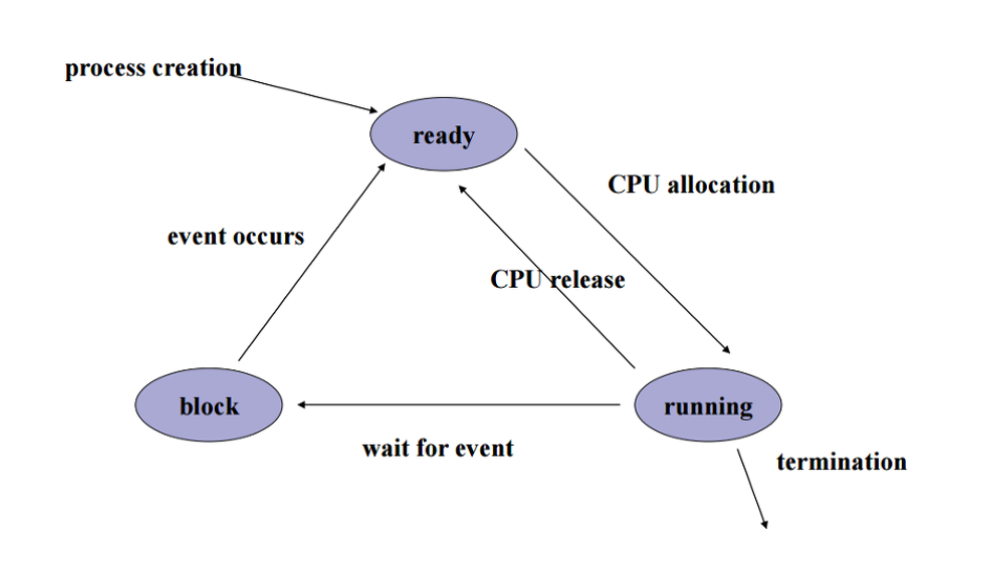 process creation
ready
CPU allocation
event occurs
CPU release
block
running
wait for event
termination